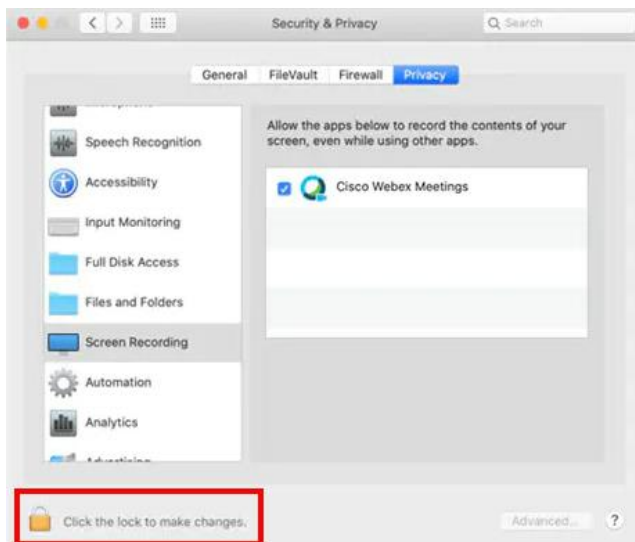 Security & Privacy
Search
General FileVault Firewall Privacy
Speech Recognition
Accessibility
Input Monitoring
Full Disk Access
Files and Folders
Screen Recording
Automation
Analytics
Allow the apps below to record the contents of your
screen, even while using other apps.
Cisco Webex Meetings
Click the lock to make changes.
Advanced...
?